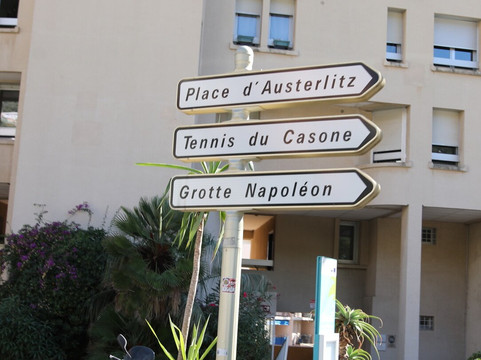 Place d'Austerlitz
Tennis du Casone
Grotte Napoléon